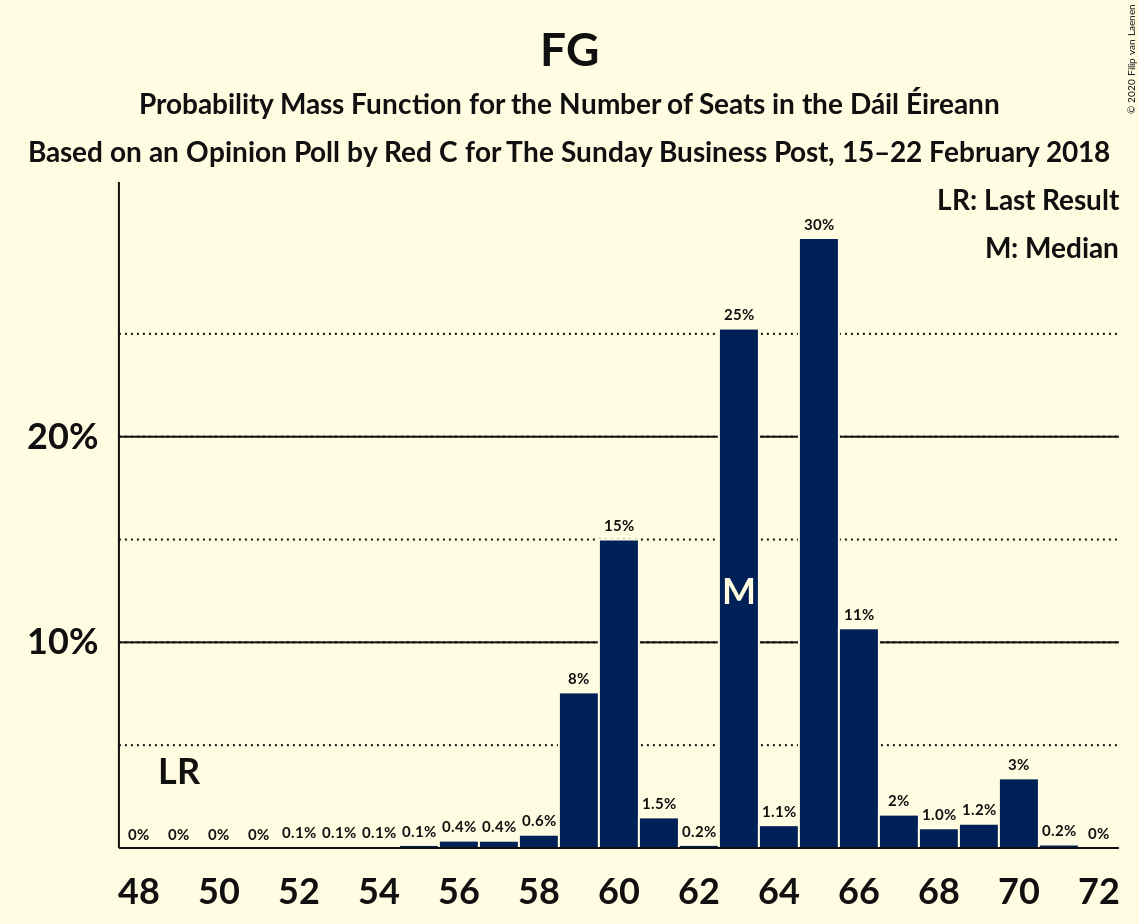 FG
Probability Mass Function for the Number of Seats in the Dáil Éireann
Based on an Opinion Poll by Red C for The Sunday Business Post, 15–22 February 2018
© 2020 Filip van Laenen
LR: Last Result
M: Median
30%
25%
20%
15%
M
11%
10%
8%
LR
3%
0% 0% 0% 0% 0.1% 0.1% 0.1% 0.1% 0.4% 0.4% 0.6% 1.5% 0.2% 1.1% 2% 1.0% 1.2% 0.2% 0%
48 50 52 54 56 58 60 62 64 66 68 70 72